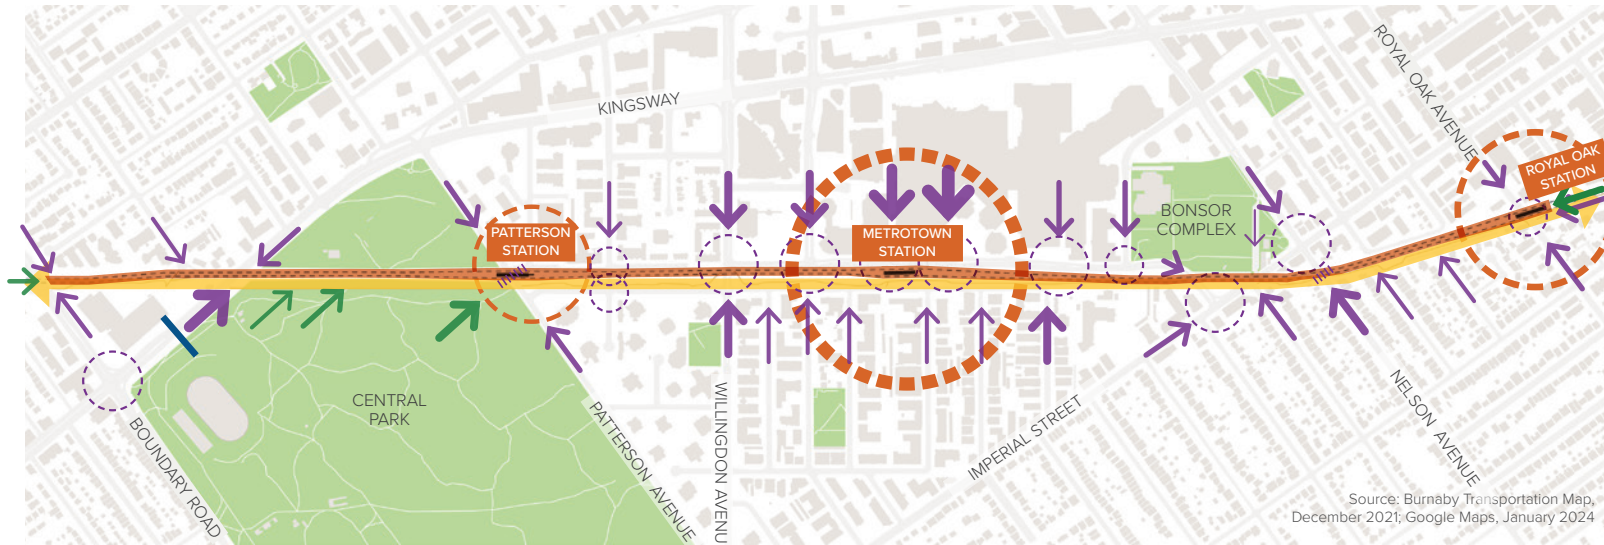 KINGSWAY
ROYAL OAK AVENUE
ROYAL OAK
STATION
PATTERSON
STATION
METROTOWN
STATION
BONSOR
COMPLEX
CENTRAL
PARK
BOUNDARY ROAD
PATTERSON AVENUE
WILLINGDON AVENU
IMPERIAL STREET
NELSON AVENUE
Source: Burnaby Transportation Map,
December 2021; Google Maps, January 2024